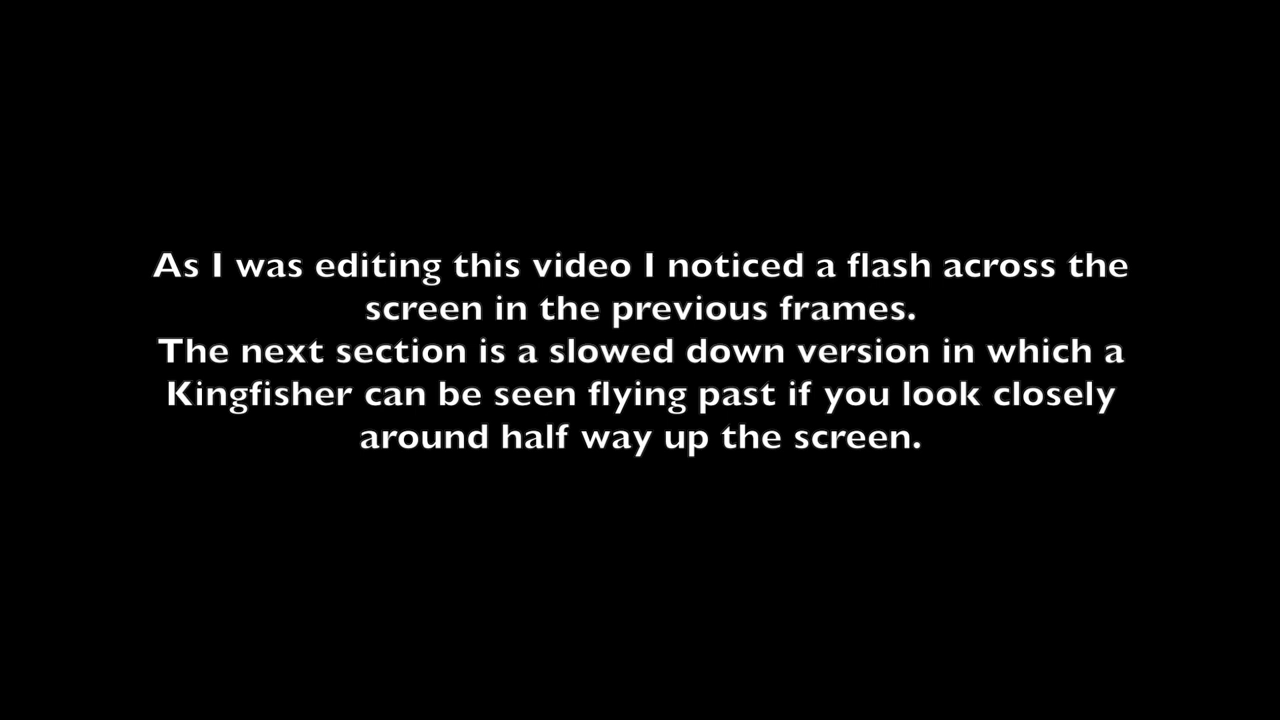 As I was editing this video I noticed a flash across the
screen in the previous frames.
The next section is a slowed down version in which a
Kingfisher can be seen flying past if you look closely
around half way up the screen.